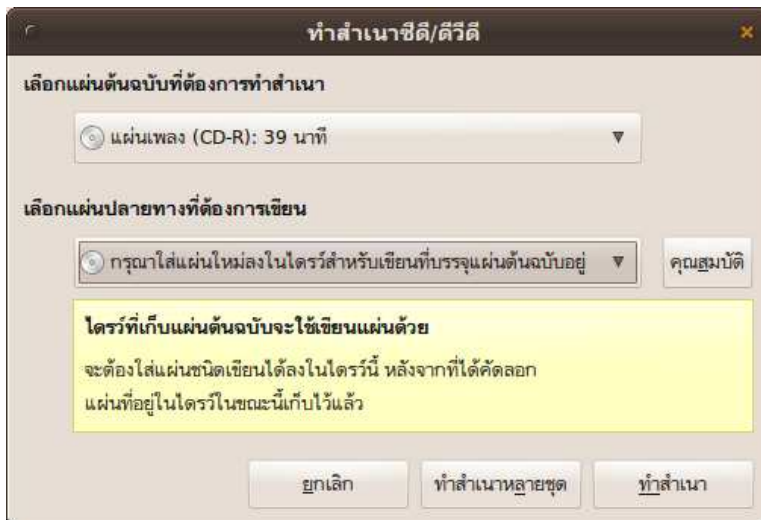 ทำสำเนาซีดี/ดีวีดี
เลือกแผ่นต้นฉบับที่ต้องการทำสำเนา
แผ่นเพลง (CD-R): 39 นาที
เลือกแผ่นปลายทางที่ต้องการเขียน
กรุณาใส่แผ่นใหม่ลงในไดรว์สำหรับเขียนที่บรรจุแผ่นต้นฉบับอยู่
คุณสมบัติ
ไดรว์ที่เก็บแผ่นต้นฉบับจะใช้เขียนแผ่นด้วย
จะต้องใส่แผ่นชนิดเขียนได้ลงในไดรว์นี้ หลังจากที่ได้คัดลอก
แผ่นที่อยู่ในไดรว์ในขณะนี้เก็บไว้แล้ว
ยกเลิก
ทำสำเนาหลายชุด
ทำสำเนา